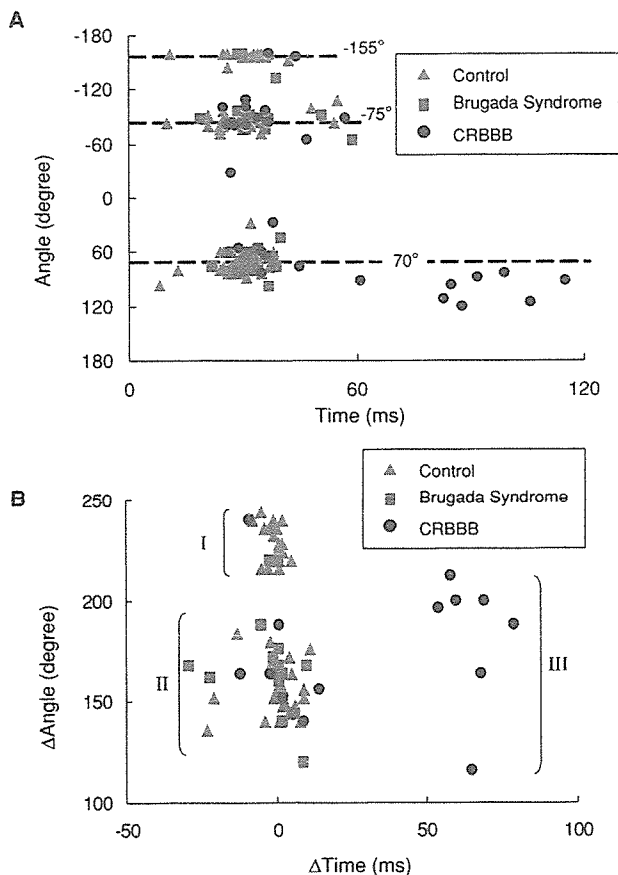 A
-180
-120
-60
0
60
120
180
Angle (degree)
-155°
-75°
70°
Control
Brugada Syndrome
CRBBB
0
60
120
Time (ms)
B
250
200
150
100
ΔAngle (degree)
I
II
III
Control
Brugada Syndrome
CRBBB
-50
0
50
100
ΔTime (ms)